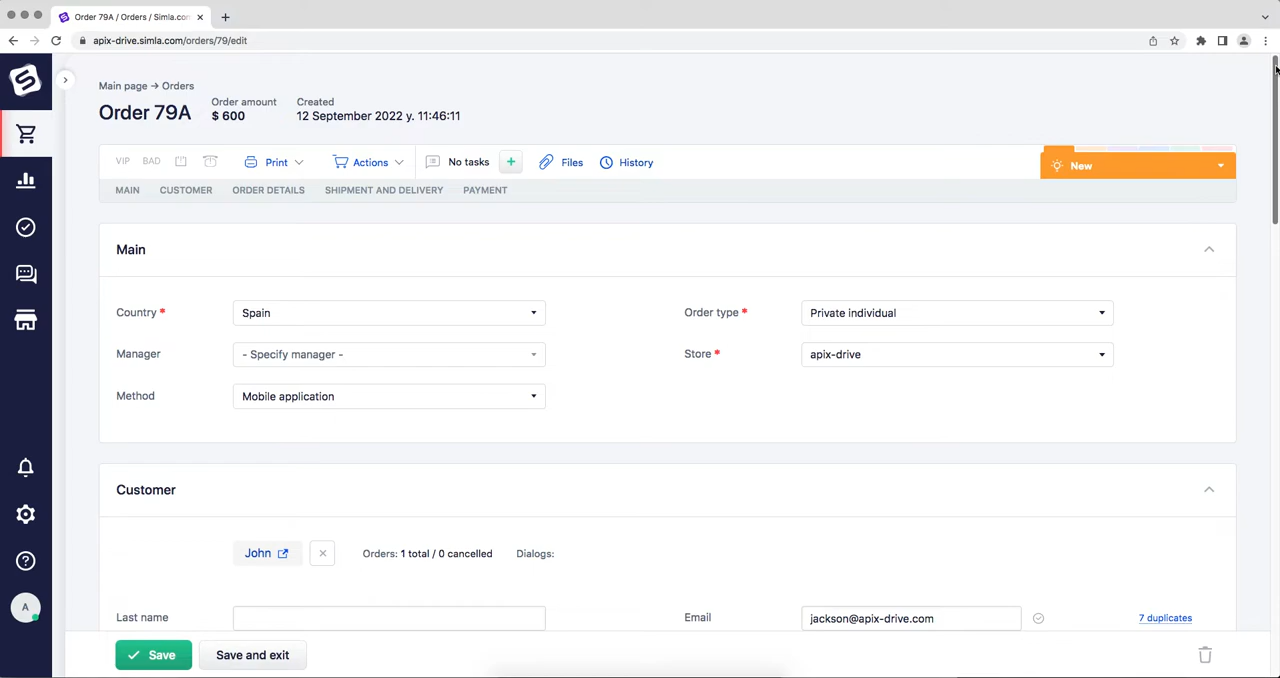 Order 79A / Orders / Simla.com
apix-drive.simla.com/orders/79/edit
Main page → Orders
Order 79A
Order amount
$ 600
Created
12 September 2022 y. 11:46:11
VIP
BAD
Print
Actions
No tasks
+
Files
History
New
MAIN
CUSTOMER
ORDER DETAILS
SHIPMENT AND DELIVERY
PAYMENT
Main
Country *
Spain
Order type *
Private individual
Manager
- Specify manager -
Store *
apix-drive
Method
Mobile application
Customer
John
Orders: 1 total / 0 cancelled
Dialogs:
Last name
Email
jackson@apix-drive.com
7 duplicates
Save
Save and exit
A